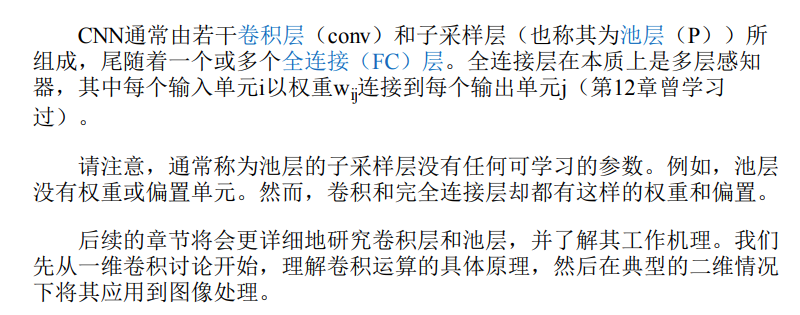 CNN通常由若干卷积层（conv）和子采样层（也称其为池层（P））所
组成，尾随着一个或多个全连接（FC）层。全连接层在本质上是多层感知
器，其中每个输入单元i以权重wij连接到每个输出单元j（第12章曾学习
过）。
请注意，通常称为池层的子采样层没有任何可学习的参数。例如，池层
没有权重或偏置单元。然而，卷积和完全连接层却都有这样的权重和偏置。
后续的章节将会更详细地研究卷积层和池层，并了解其工作机理。我们
先从一维卷积讨论开始，理解卷积运算的具体原理，然后在典型的二维情况
下将其应用到图像处理。